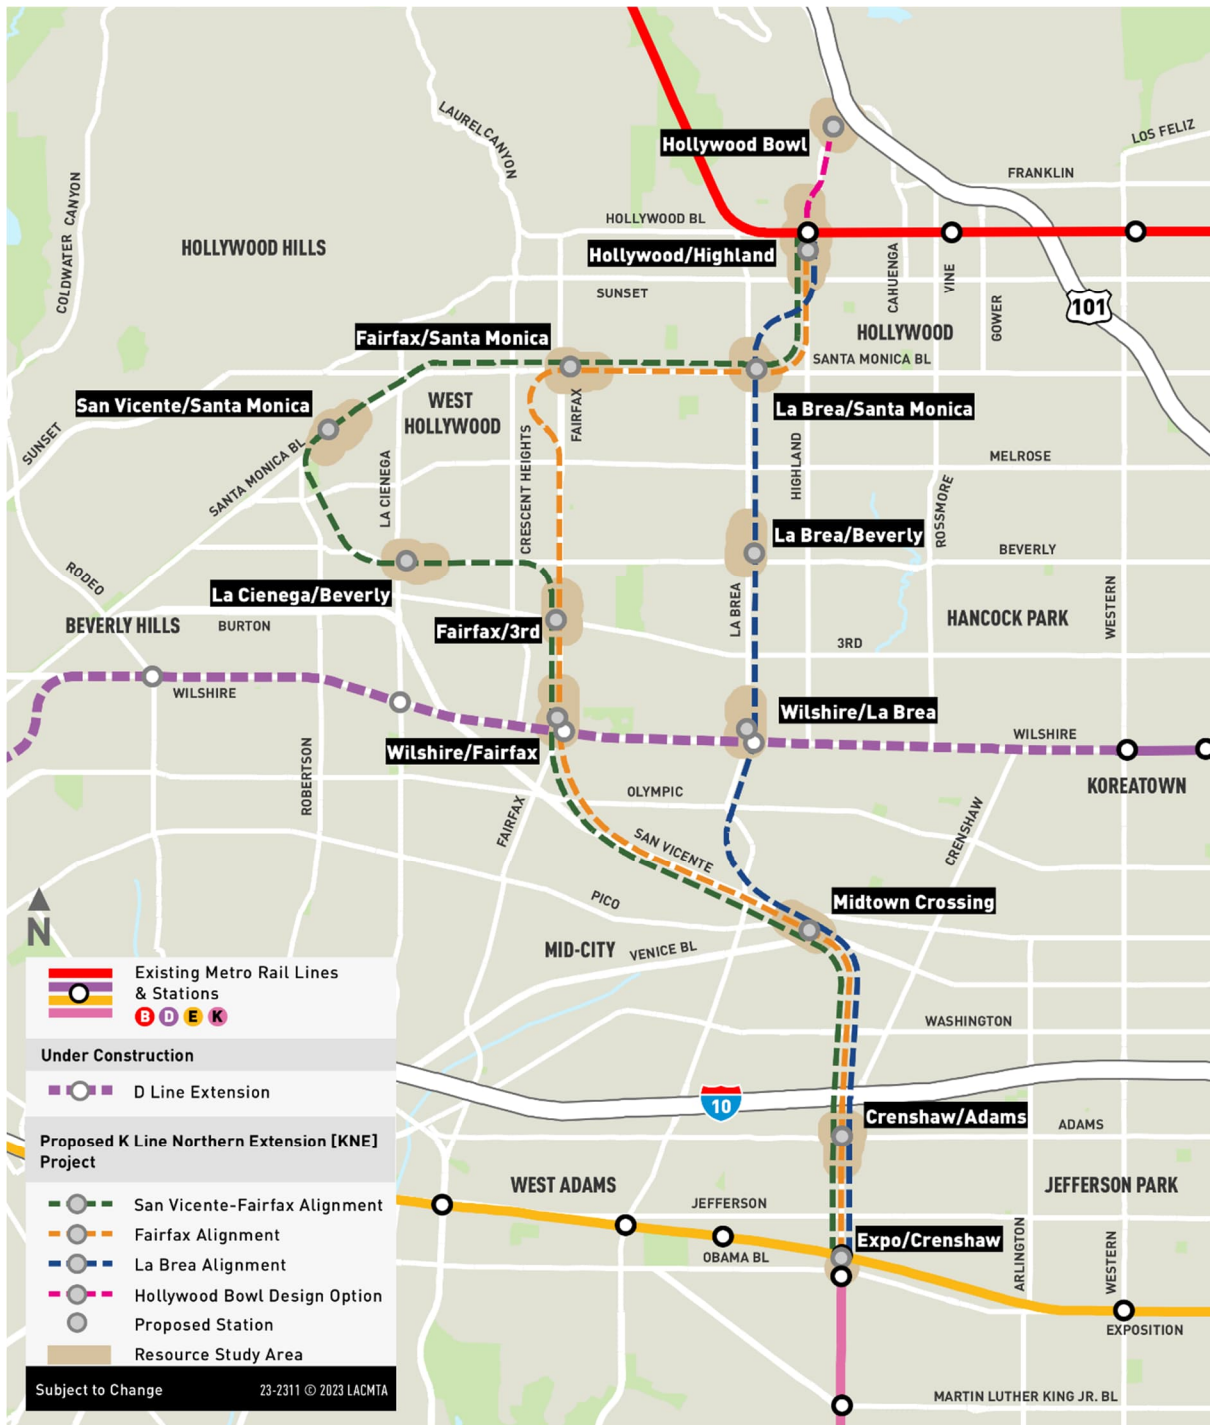 LAUREL CANYON
LOS FELIZ
Hollywood Bowl
FRANKLIN
COLDWATER CANYON
HOLLYWOOD BL
HOLLYWOOD HILLS
Hollywood/Highland
CAHUENGA
VINE
SUNSET
GOWER
101
Fairfax/Santa Monica
HOLLYWOOD
SANTA MONICA BL
San Vicente/Santa Monica
WEST
HOLLYWOOD
La Brea/Santa Monica
FAIRFAX
SUNSET
SANTA MONICA BL
LA CIENEGA
CRESCENT HEIGHTS
HIGHLAND
MELROSE
ROSSMORE
La Brea/Beverly
BEVERLY
RODEO
La Cienega/Beverly
LA BREA
WESTERN
BEVERLY HILLS
BURTON
Fairfax/3rd
HANCOCK PARK
3RD
WILSHIRE
Wilshire/La Brea
WILSHIRE
Wilshire/Fairfax
ROBERTSON
OLYMPIC
KOREATOWN
FAIRFAX
SAN VICENTE
CRENSHAW
PICO
Midtown Crossing
N
MID-CITY
VENICE BL
Existing Metro Rail Lines
& Stations
B D E K
WASHINGTON
Under Construction
D Line Extension
10
Crenshaw/Adams
ADAMS
Proposed K Line Northern Extension [KNE]
Project
WEST ADAMS
JEFFERSON PARK
San Vicente-Fairfax Alignment
JEFFERSON
Fairfax Alignment
Expo/Crenshaw
ARLINGTON
WESTERN
La Brea Alignment
OBAMA BL
Hollywood Bowl Design Option
Proposed Station
EXPOSITION
Resource Study Area
Subject to Change
23-2311 © 2023 LACMTA
MARTIN LUTHER KING JR. BL